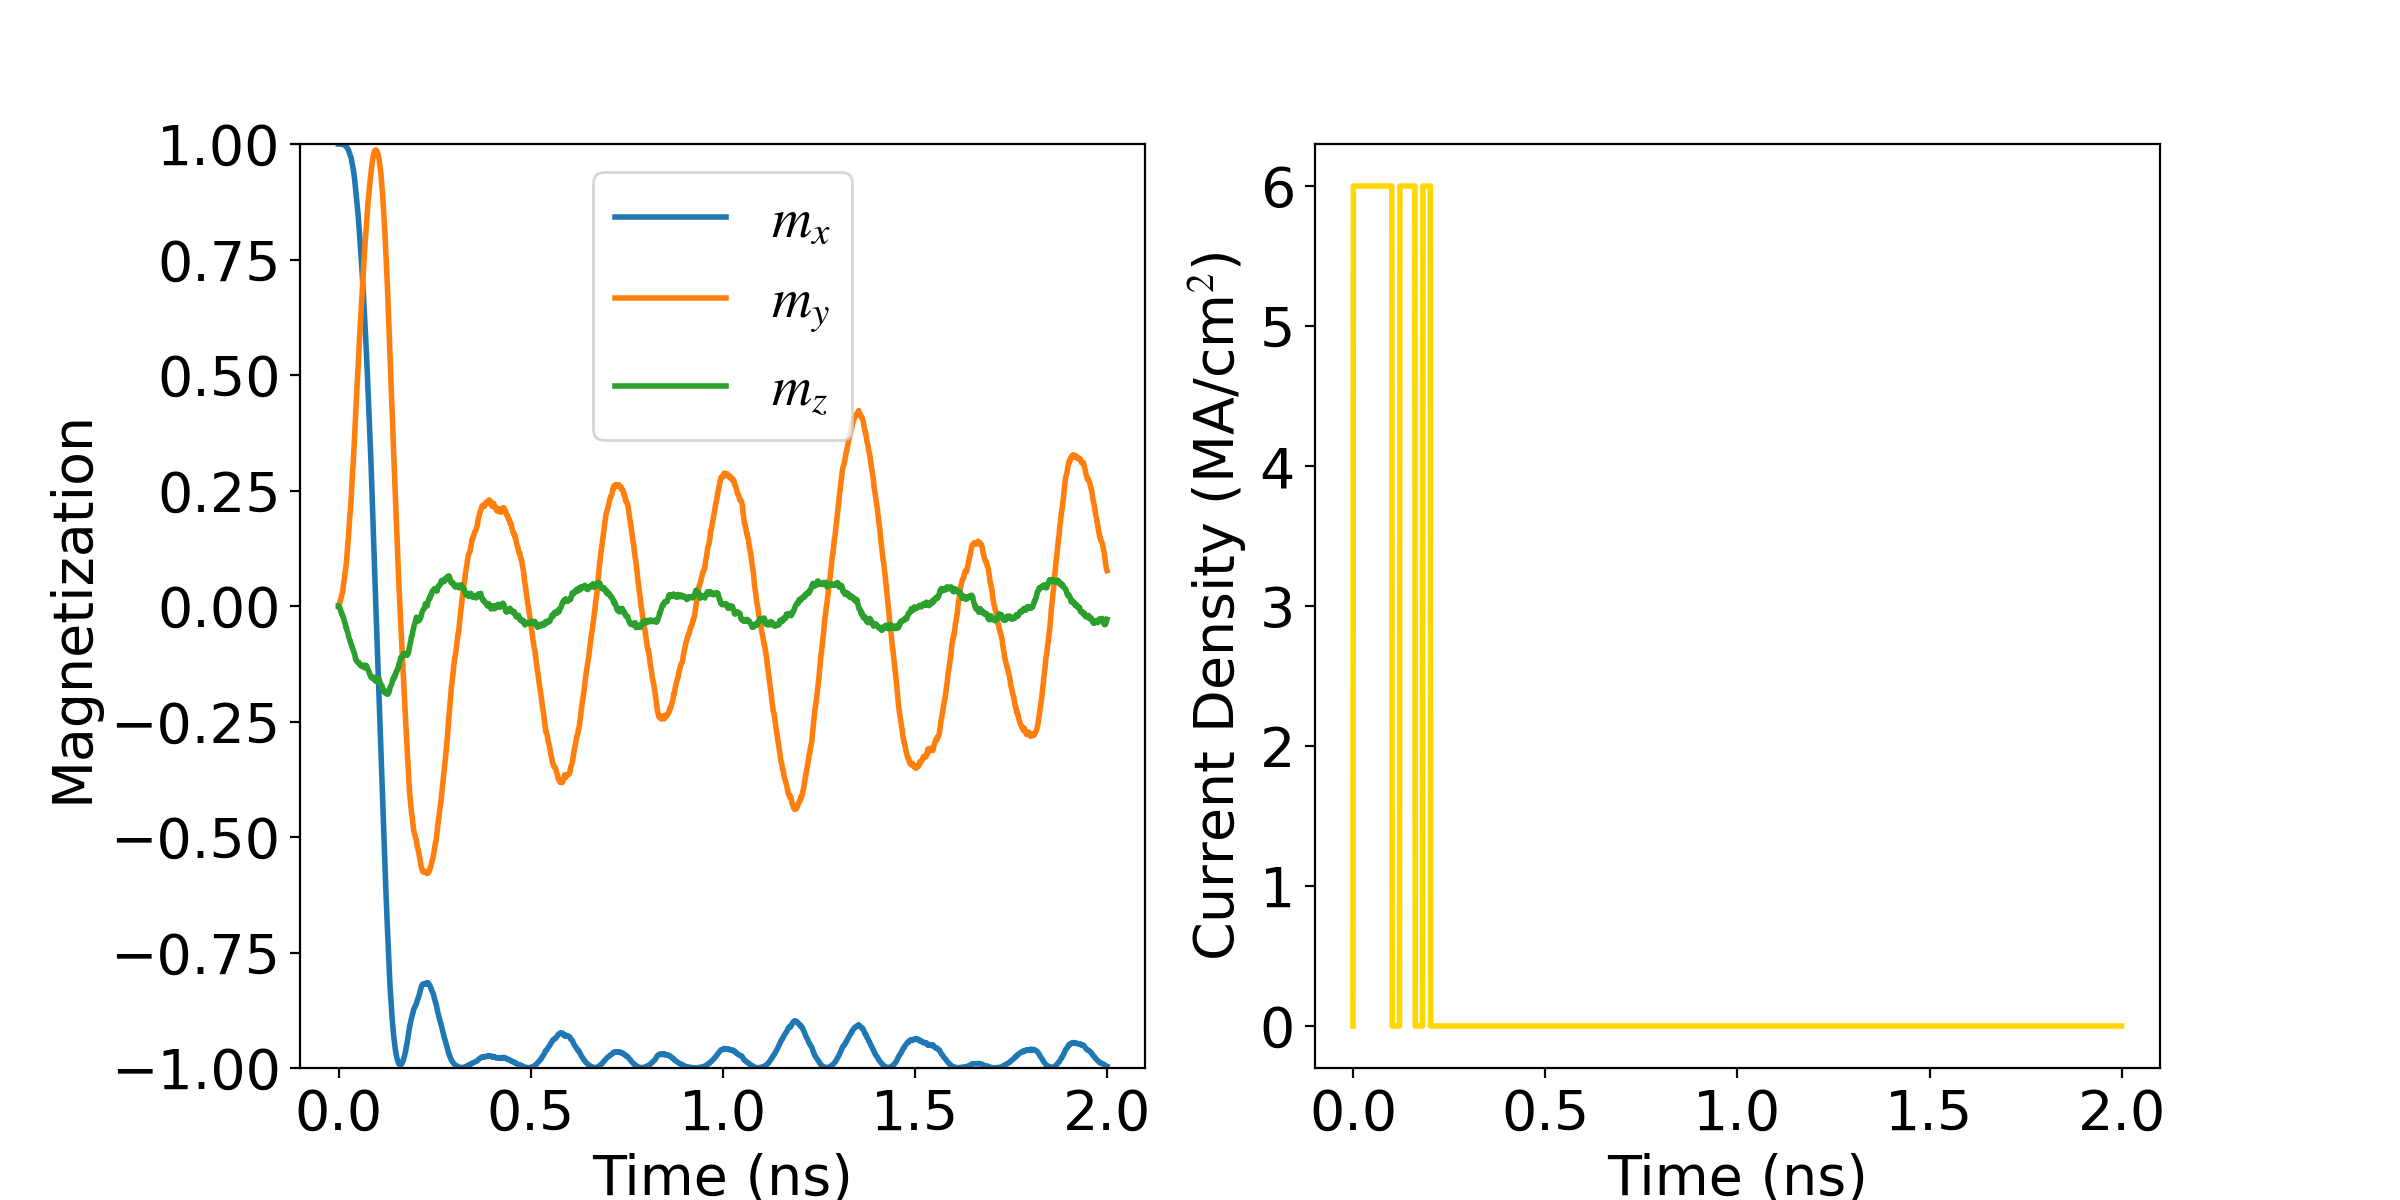 Magnetization
1.00
0.75
0.50
0.25
0.00
−0.25
−0.50
−0.75
−1.00
0.0 0.5 1.0 1.5 2.0
Time (ns)
mₓ
m_y
m_z
Current Density (MA/cm²)
6
5
4
3
2
1
0
0.0 0.5 1.0 1.5 2.0
Time (ns)